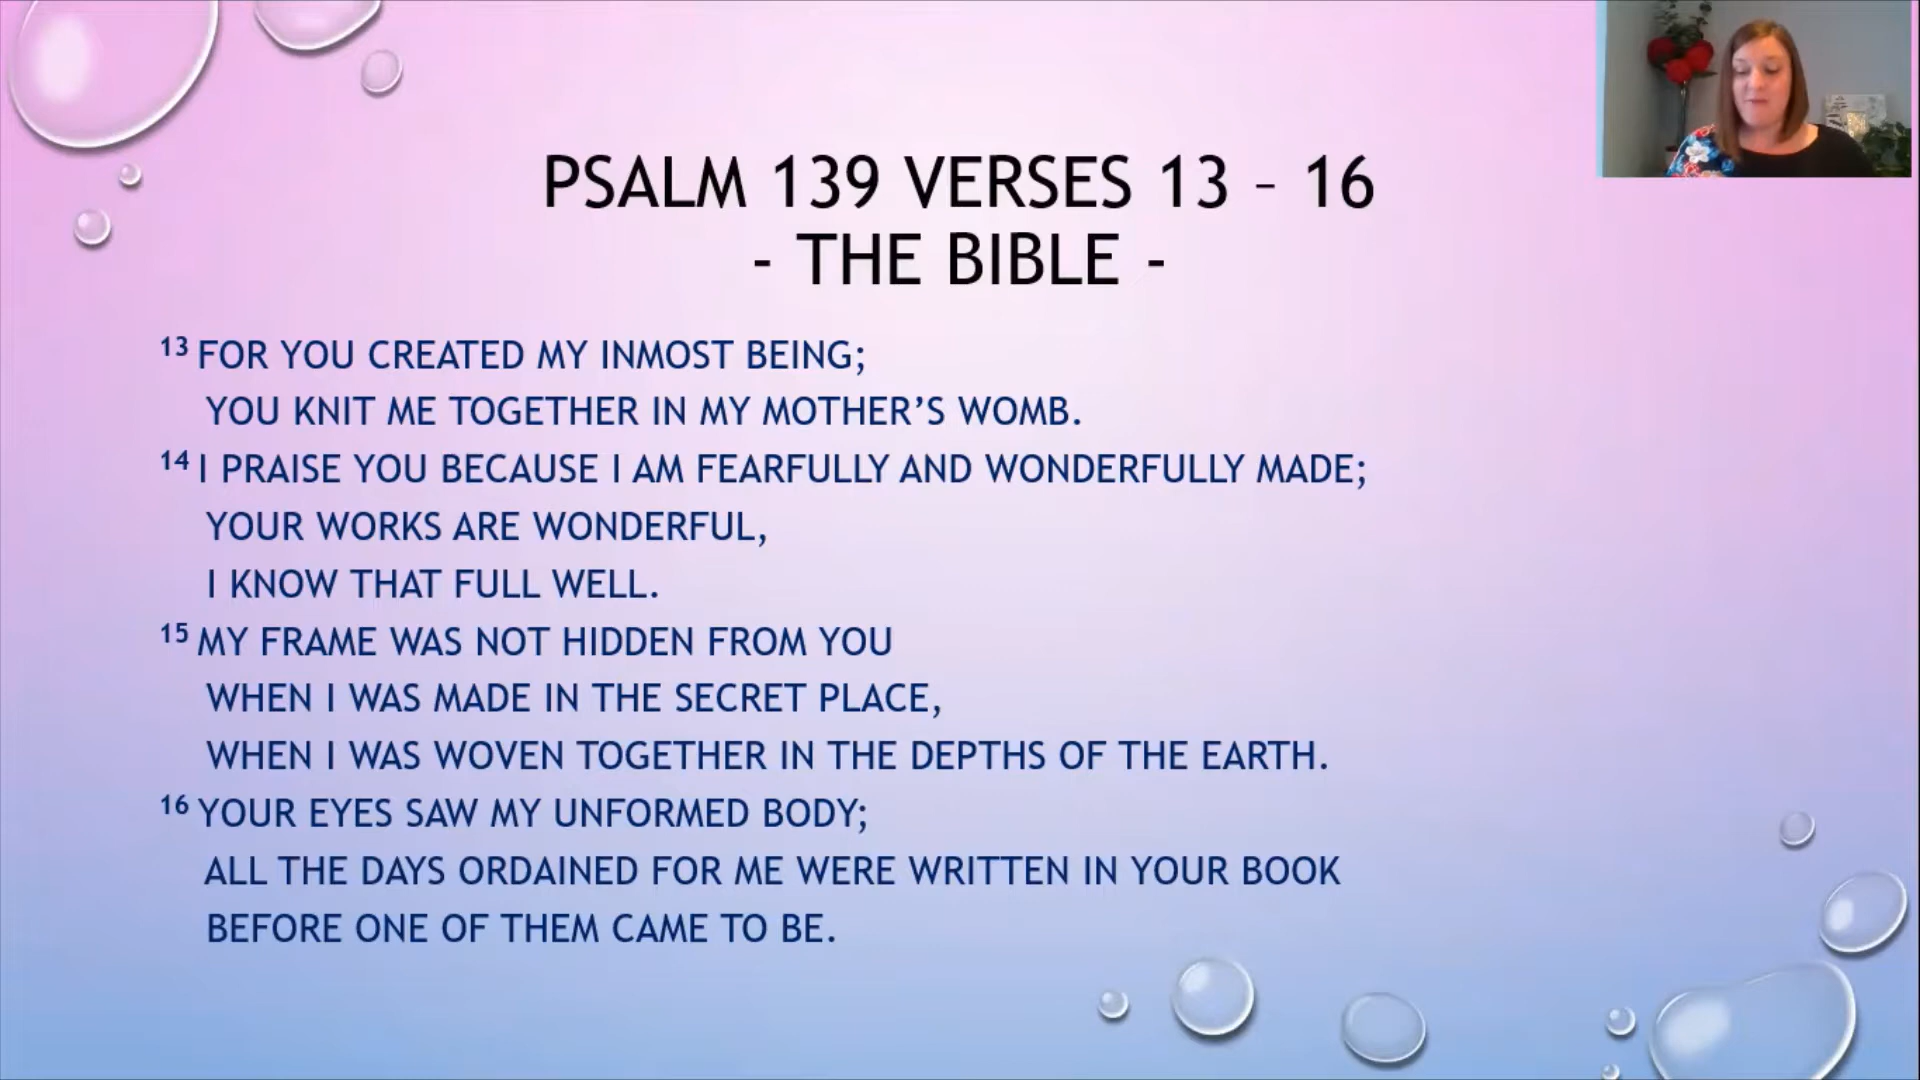 PSALM 139 VERSES 13 – 16
- THE BIBLE -
13 FOR YOU CREATED MY INMOST BEING;
YOU KNIT ME TOGETHER IN MY MOTHER’S WOMB.
14 I PRAISE YOU BECAUSE I AM FEARFULLY AND WONDERFULLY MADE;
YOUR WORKS ARE WONDERFUL,
I KNOW THAT FULL WELL.
15 MY FRAME WAS NOT HIDDEN FROM YOU
WHEN I WAS MADE IN THE SECRET PLACE,
WHEN I WAS WOVEN TOGETHER IN THE DEPTHS OF THE EARTH.
16 YOUR EYES SAW MY UNFORMED BODY;
ALL THE DAYS ORDAINED FOR ME WERE WRITTEN IN YOUR BOOK
BEFORE ONE OF THEM CAME TO BE.